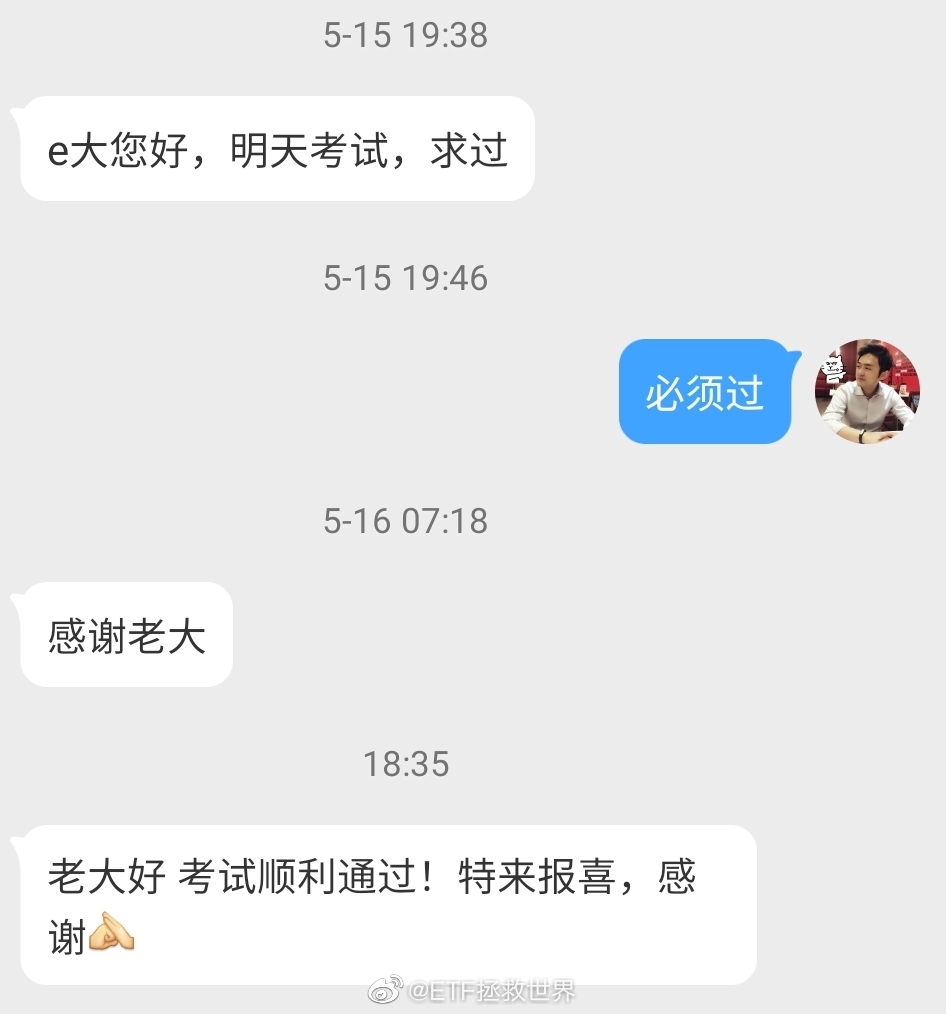 5-15 19:38
e大您好，明天考试，求过
5-15 19:46
必须过
5-16 07:18
感谢老大
18:35
老大好 考试顺利通过！特来报喜，感
谢
@ETF拯救世界